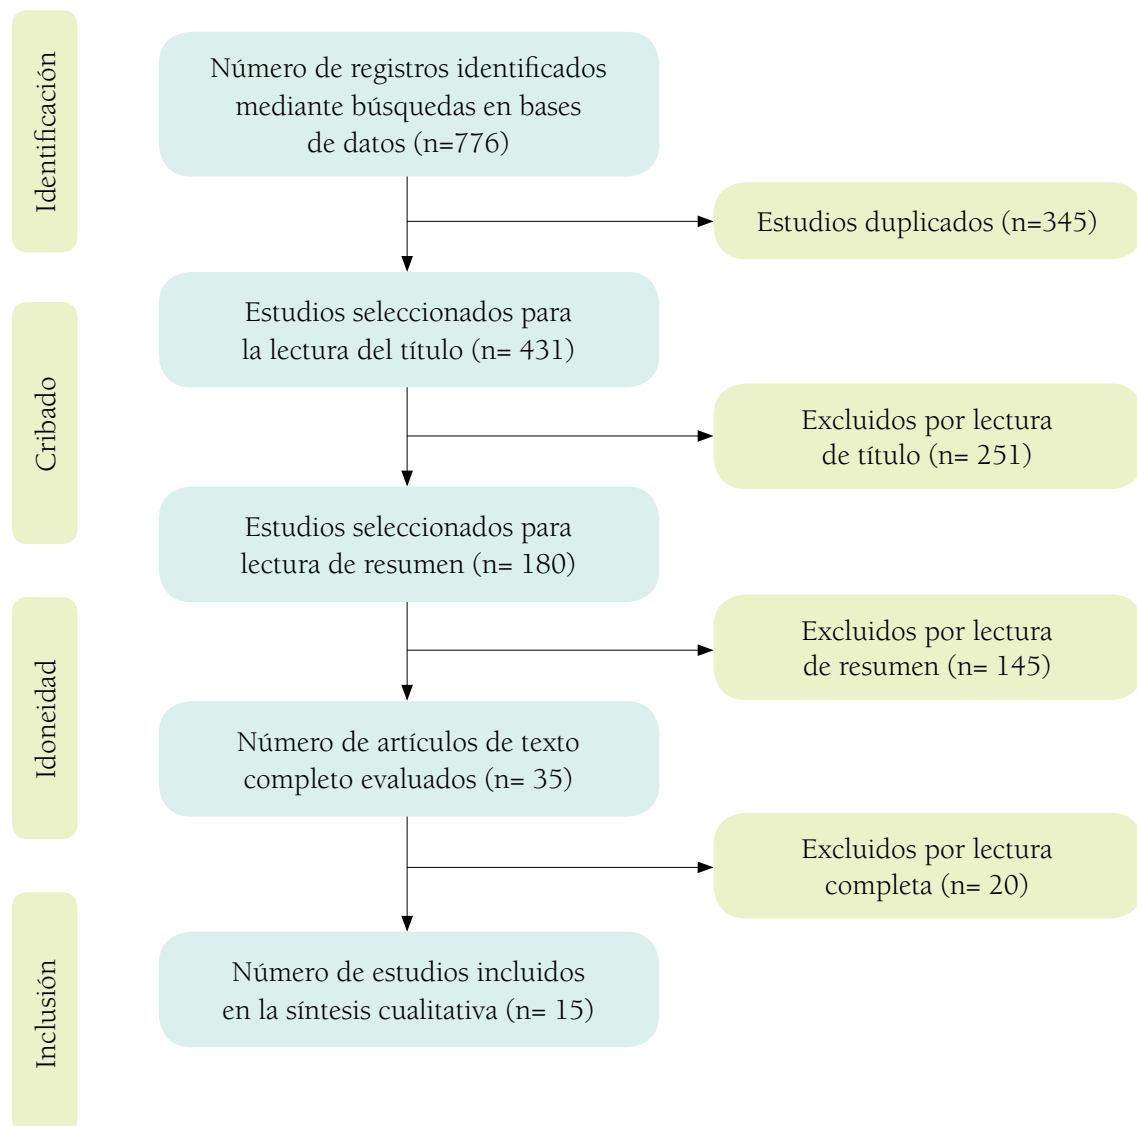 Identificación
Número de registros identificados
mediante búsquedas en bases
de datos (n=776)
Estudios duplicados (n=345)
Cribado
Estudios seleccionados para
la lectura del título (n= 431)
Excluidos por lectura
de título (n= 251)
Estudios seleccionados para
lectura de resumen (n= 180)
Idoneidad
Excluidos por lectura
de resumen (n= 145)
Número de artículos de texto
completo evaluados (n= 35)
Excluidos por lectura
completa (n= 20)
Inclusión
Número de estudios incluidos
en la síntesis cualitativa (n= 15)